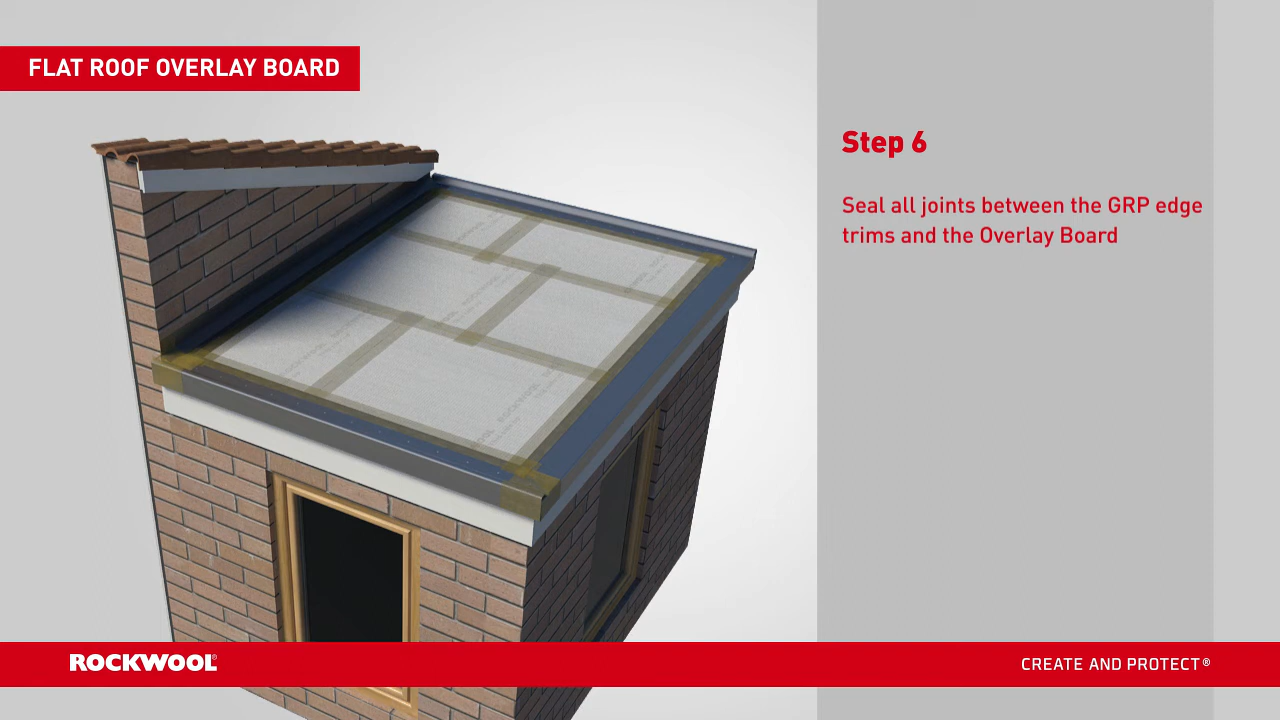 FLAT ROOF OVERLAY BOARD
Step 6
Seal all joints between the GRP edge
trims and the Overlay Board
ROCKWOOL®
CREATE AND PROTECT®